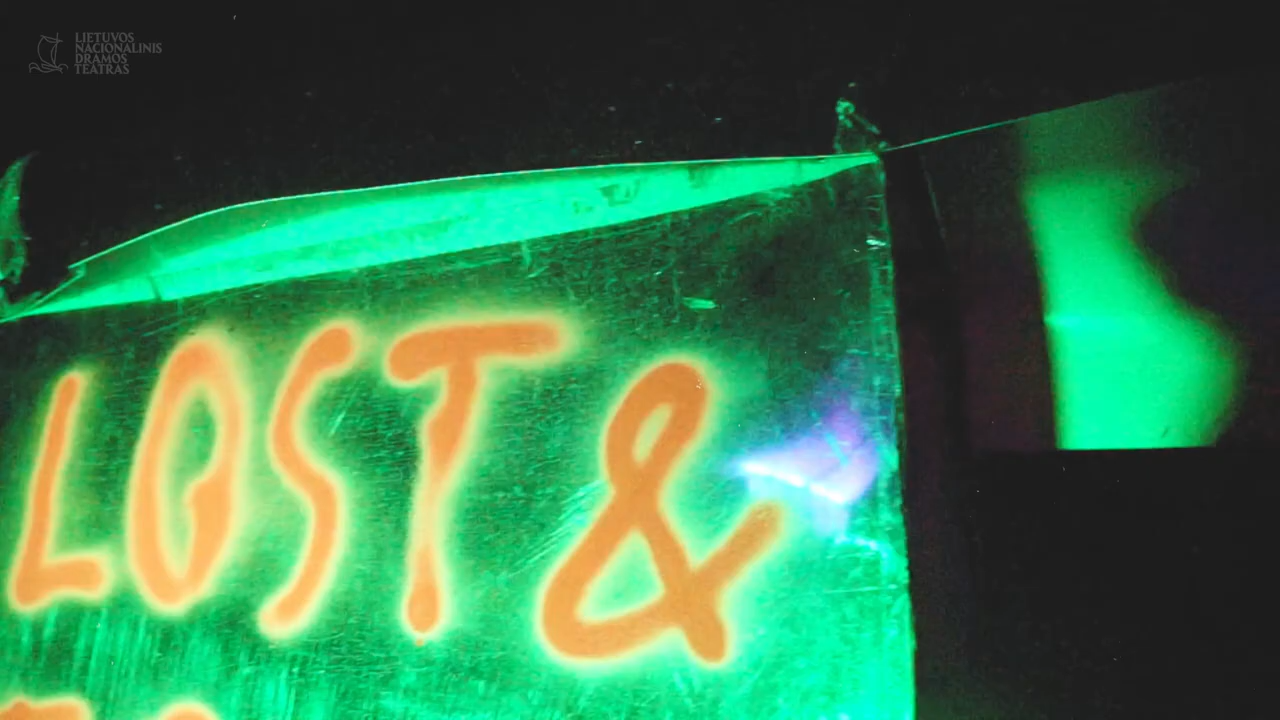 LIETUVOS
NACIONALINIS
DRAMOS
TEATRAS
LOST &